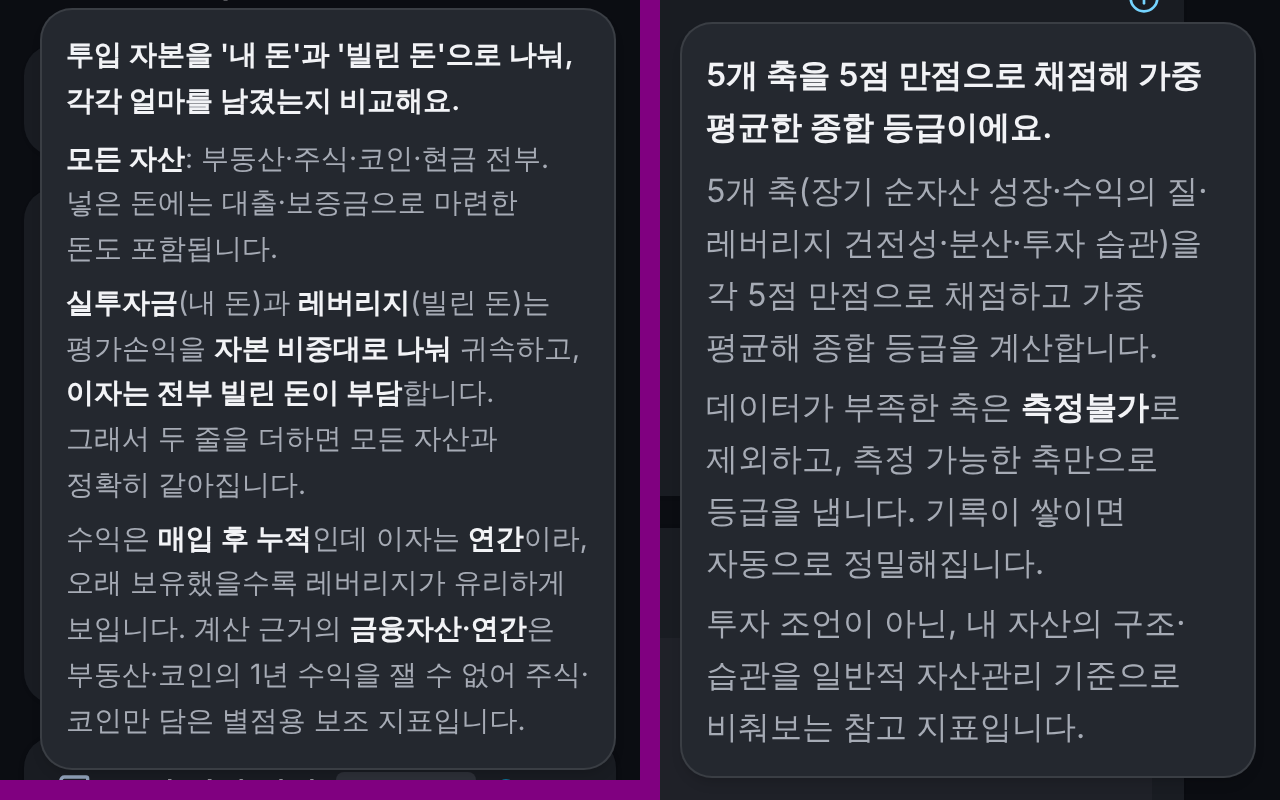 투입 자본을 '내 돈'과 '빌린 돈'으로 나눠,
각각 얼마를 남겼는지 비교해요.
모든 자산: 부동산·주식·코인·현금 전부.
넣은 돈에는 대출·보증금으로 마련한
돈도 포함됩니다.
실투자금(내 돈)과 레버리지(빌린 돈)는
평가손익을 자본 비중대로 나눠 귀속하고,
이자는 전부 빌린 돈이 부담합니다.
그래서 두 줄을 더하면 모든 자산과
정확히 같아집니다.
수익은 매입 후 누적인데 이자는 연간이라,
오래 보유했을수록 레버리지가 유리하게
보입니다. 계산 근거의 금융자산·연간은
부동산·코인의 1년 수익을 잴 수 없어 주식·
코인만 담은 별점용 보조 지표입니다.
5개 축을 5점 만점으로 채점해 가중
평균한 종합 등급이에요.
5개 축(장기 순자산 성장·수익의 질·
레버리지 건전성·분산·투자 습관)을
각 5점 만점으로 채점하고 가중
평균해 종합 등급을 계산합니다.
데이터가 부족한 축은 측정불가로
제외하고, 측정 가능한 축만으로
등급을 냅니다. 기록이 쌓이면
자동으로 정밀해집니다.
투자 조언이 아닌, 내 자산의 구조·
습관을 일반적 자산관리 기준으로
비춰보는 참고 지표입니다.